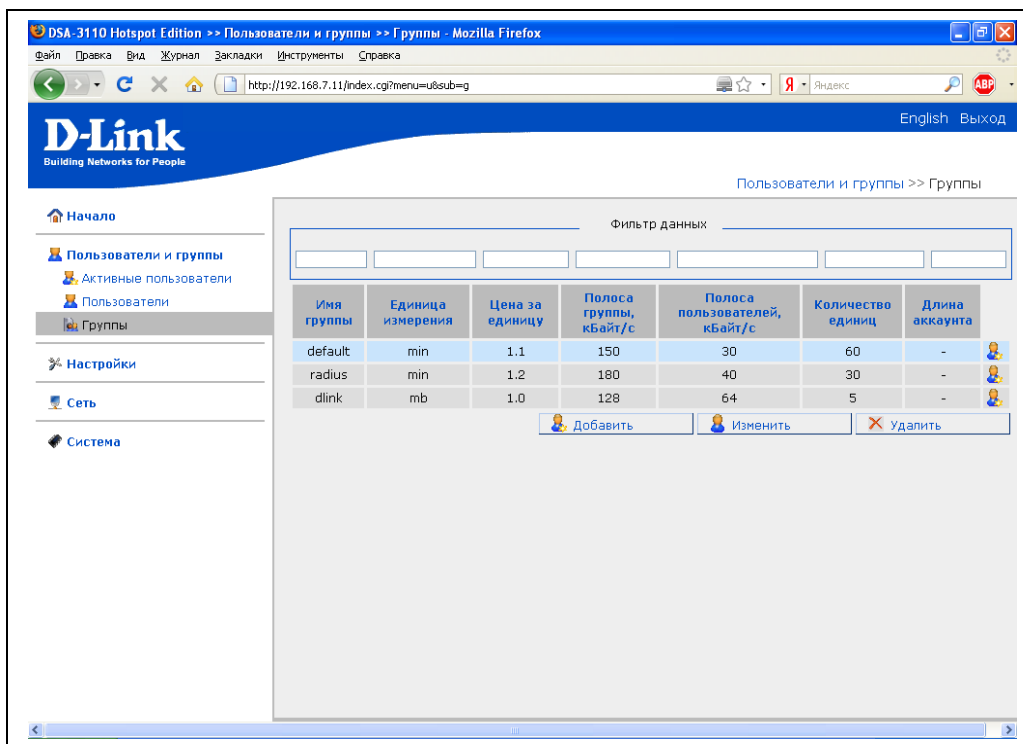 DSA-3110 Hotspot Edition >> Пользователи и группы >> Группы - Mozilla Firefox
Файл Правка Вид Журнал Закладки Инструменты Справка
http://192.168.7.11/index.cgi?menu=u&sub=g
Я
Яндекс
ABP
English Выход
D-Link
Building Networks for People
Пользователи и группы >> Группы
Начало
Пользователи и группы
Активные пользователи
Пользователи
Группы
Настройки
Сеть
Система
Фильтр данных
Имя группы Единица измерения Цена за единицу Полоса группы, кБайт/с Полоса пользователей, кБайт/с Количество единиц Длина аккаунта
default min 1.1 150 30 60 -
radius min 1.2 180 40 30 -
dlink mb 1.0 128 64 5 -
Добавить Изменить Удалить